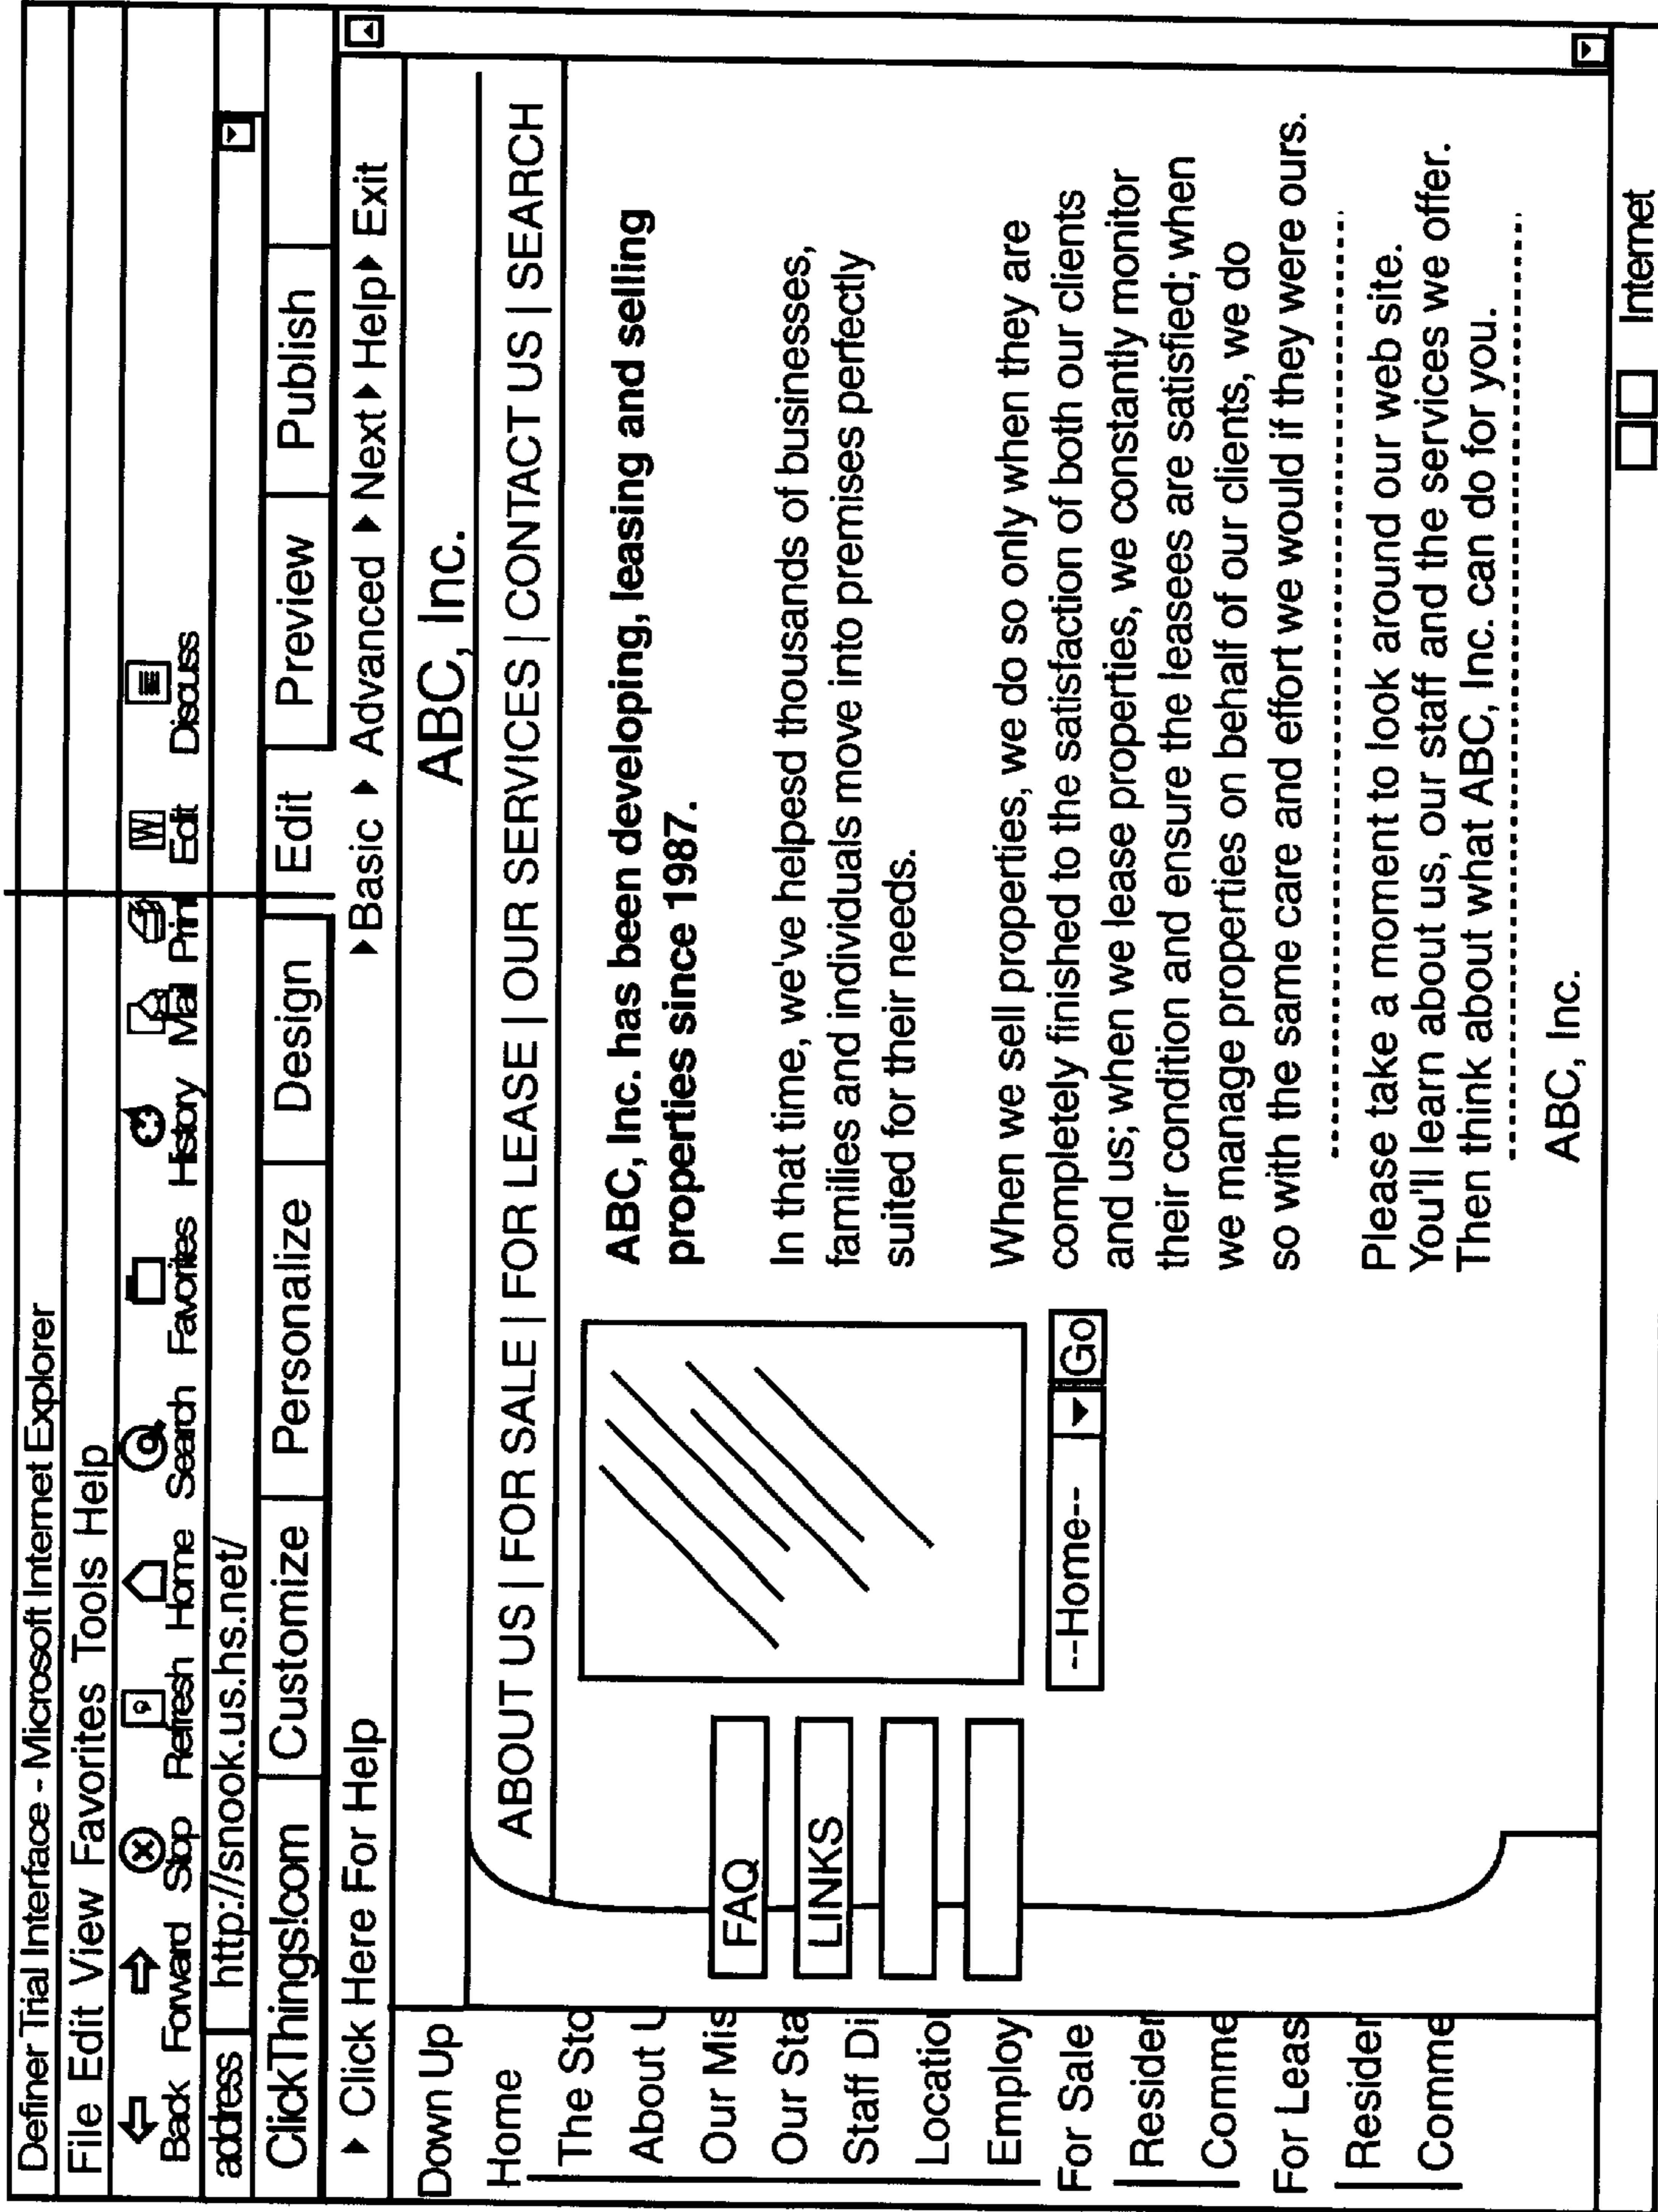 Definer Trial Interface - Microsoft Internet Explorer
File Edit View Favorites Tools Help
Back Forward Stop Refresh Home Search Favorites History Mail Print Edit Discuss
address http://snook.us.hs.net/
ClickThings!com Customize Personalize Design Edit Preview Publish
Click Here For Help Basic Advanced Next Help Exit
Down Up
Home
The Sto
About U
Our Mis
Our Sta
Staff Di
Locatio
Employ
For Sale
Resider
Comme
For Leas
Resider
Comme
ABC, Inc.
ABOUT US | FOR SALE | FOR LEASE | OUR SERVICES | CONTACT US | SEARCH
FAQ
LINKS
--Home-- Go
ABC, Inc. has been developing, leasing and selling
properties since 1987.
In that time, we've helpesd thousands of businesses,
families and individuals move into premises perfectly
suited for their needs.
When we sell properties, we do so only when they are
completely finished to the satisfaction of both our clients
and us; when we lease properties, we constantly monitor
their condition and ensure the leasees are satisfied; when
we manage properties on behalf of our clients, we do
so with the same care and effort we would if they were ours.
Please take a moment to look around our web site.
You'll learn about us, our staff and the services we offer.
Then think about what ABC, Inc. can do for you.
ABC, Inc.
Internet